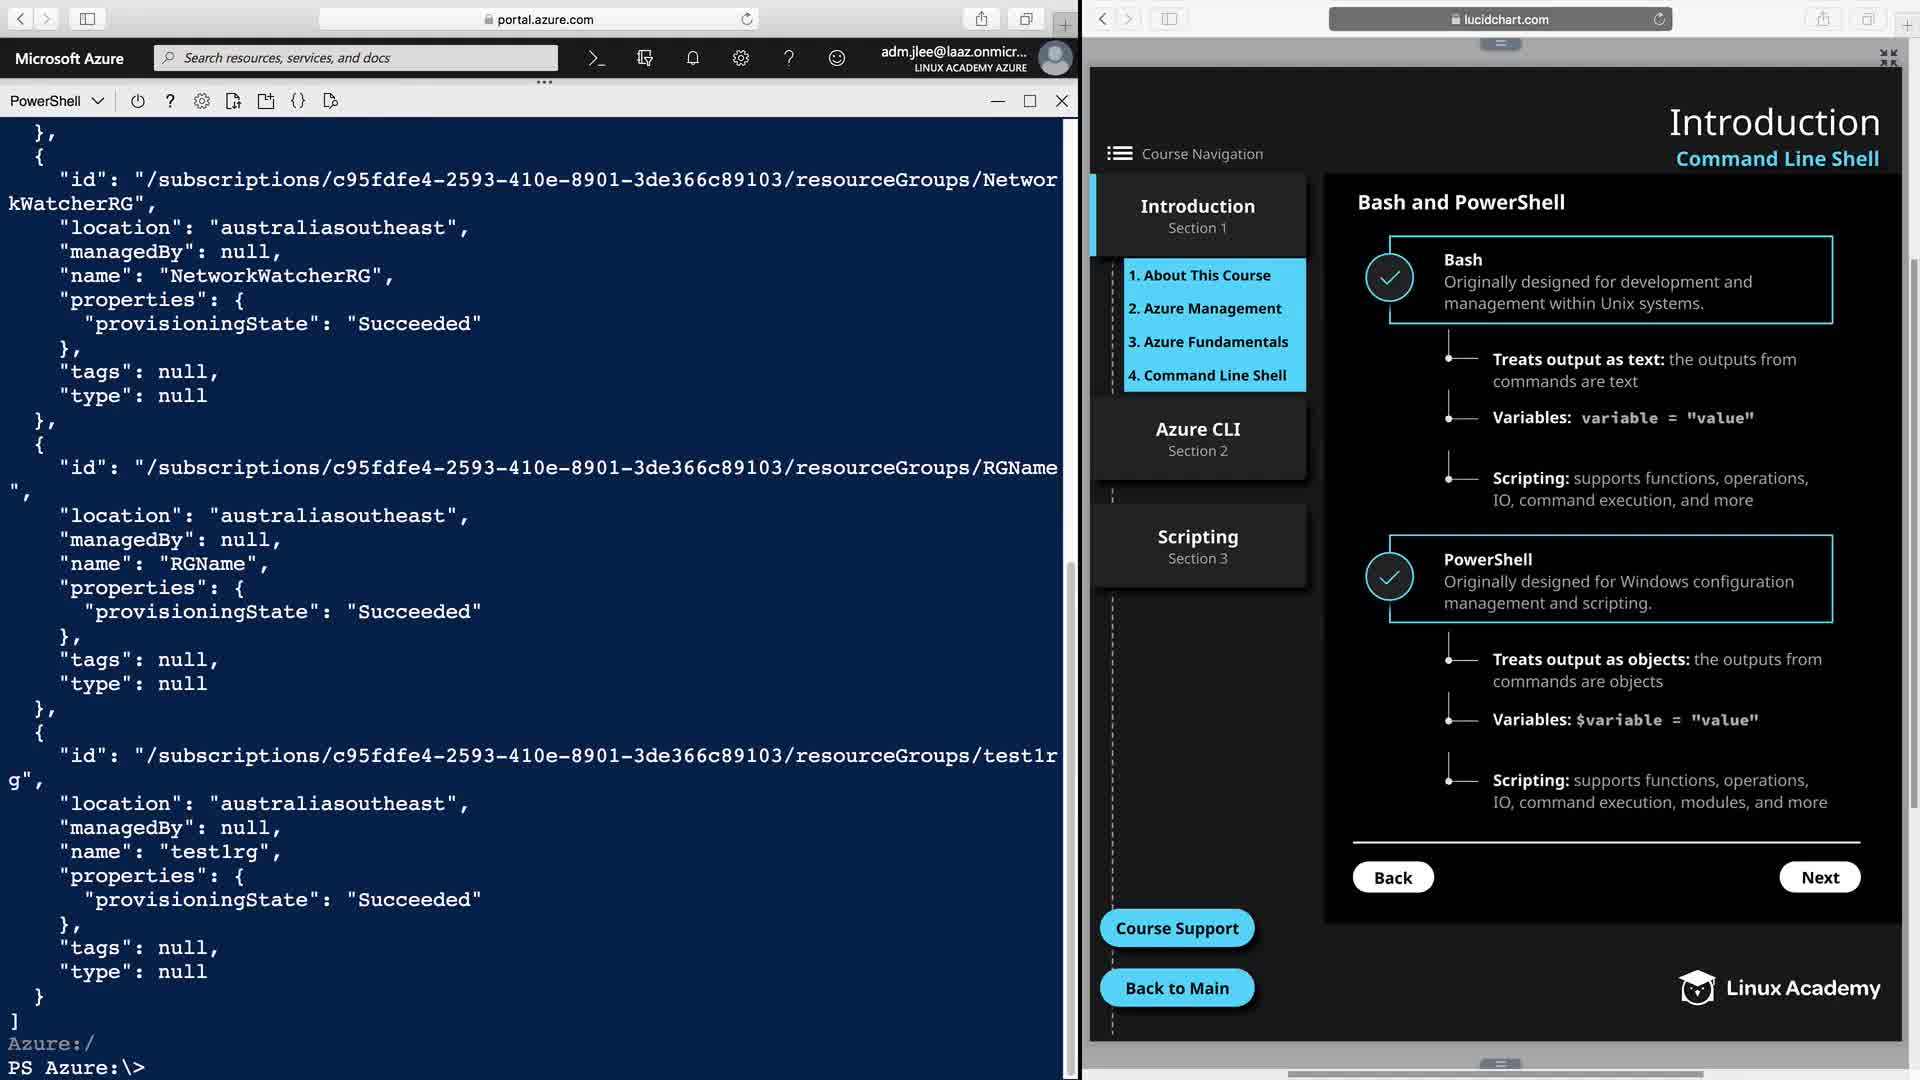 portal.azure.com
Microsoft Azure
Search resources, services, and docs
adm.jlee@laaz.onmicr...
LINUX ACADEMY AZURE
PowerShell
},
{
"id": "/subscriptions/c95fdfe4-2593-410e-8901-3de366c89103/resourceGroups/Networ
kWatcherRG",
"location": "australiasoutheast",
"managedBy": null,
"name": "NetworkWatcherRG",
"properties": {
"provisioningState": "Succeeded"
},
"tags": null,
"type": null
},
{
"id": "/subscriptions/c95fdfe4-2593-410e-8901-3de366c89103/resourceGroups/RGName
",
"location": "australiasoutheast",
"managedBy": null,
"name": "RGName",
"properties": {
"provisioningState": "Succeeded"
},
"tags": null,
"type": null
},
{
"id": "/subscriptions/c95fdfe4-2593-410e-8901-3de366c89103/resourceGroups/test1r
g",
"location": "australiasoutheast",
"managedBy": null,
"name": "test1rg",
"properties": {
"provisioningState": "Succeeded"
},
"tags": null,
"type": null
}
]
Azure:/
PS Azure:\>
lucidchart.com
Introduction
Command Line Shell
Course Navigation
Introduction
Section 1
1. About This Course
2. Azure Management
3. Azure Fundamentals
4. Command Line Shell
Azure CLI
Section 2
Scripting
Section 3
Course Support
Back to Main
Bash and PowerShell
Bash
Originally designed for development and
management within Unix systems.
Treats output as text: the outputs from
commands are text
Variables: variable = "value"
Scripting: supports functions, operations,
IO, command execution, and more
PowerShell
Originally designed for Windows configuration
management and scripting.
Treats output as objects: the outputs from
commands are objects
Variables: $variable = "value"
Scripting: supports functions, operations,
IO, command execution, modules, and more
Back
Next
Linux Academy